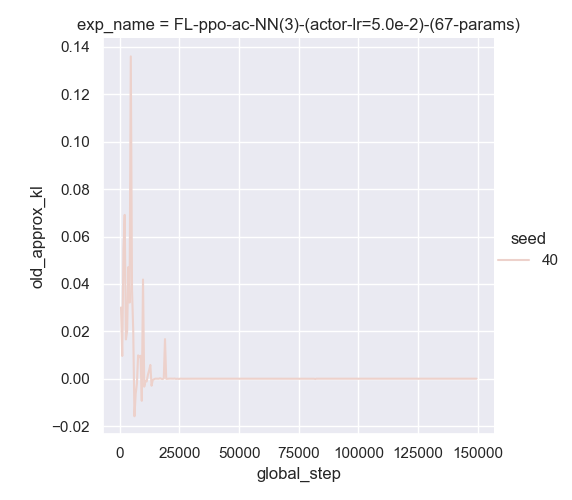 exp_name = FL-ppo-ac-NN(3)-(actor-lr=5.0e-2)-(67-params)
0.14
0.12
0.10
0.08
0.06
0.04
0.02
0.00
−0.02
old_approx_kl
0 25000 50000 75000 100000 125000 150000
global_step
seed
40